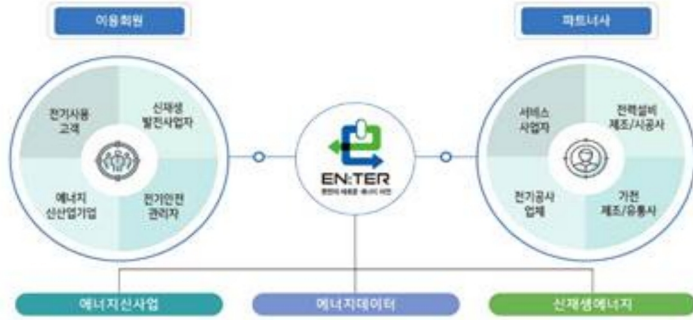 이용회원
파트너사
전기사용
고객
신재생
발전사업자
에너지
신산업기업
전기안전
관리자
EN:TER
서비스
사업자
전력설비
제조/시공사
전기공사
업체
가전
제조/유통사
에너지신사업
에너지데이터
신재생에너지